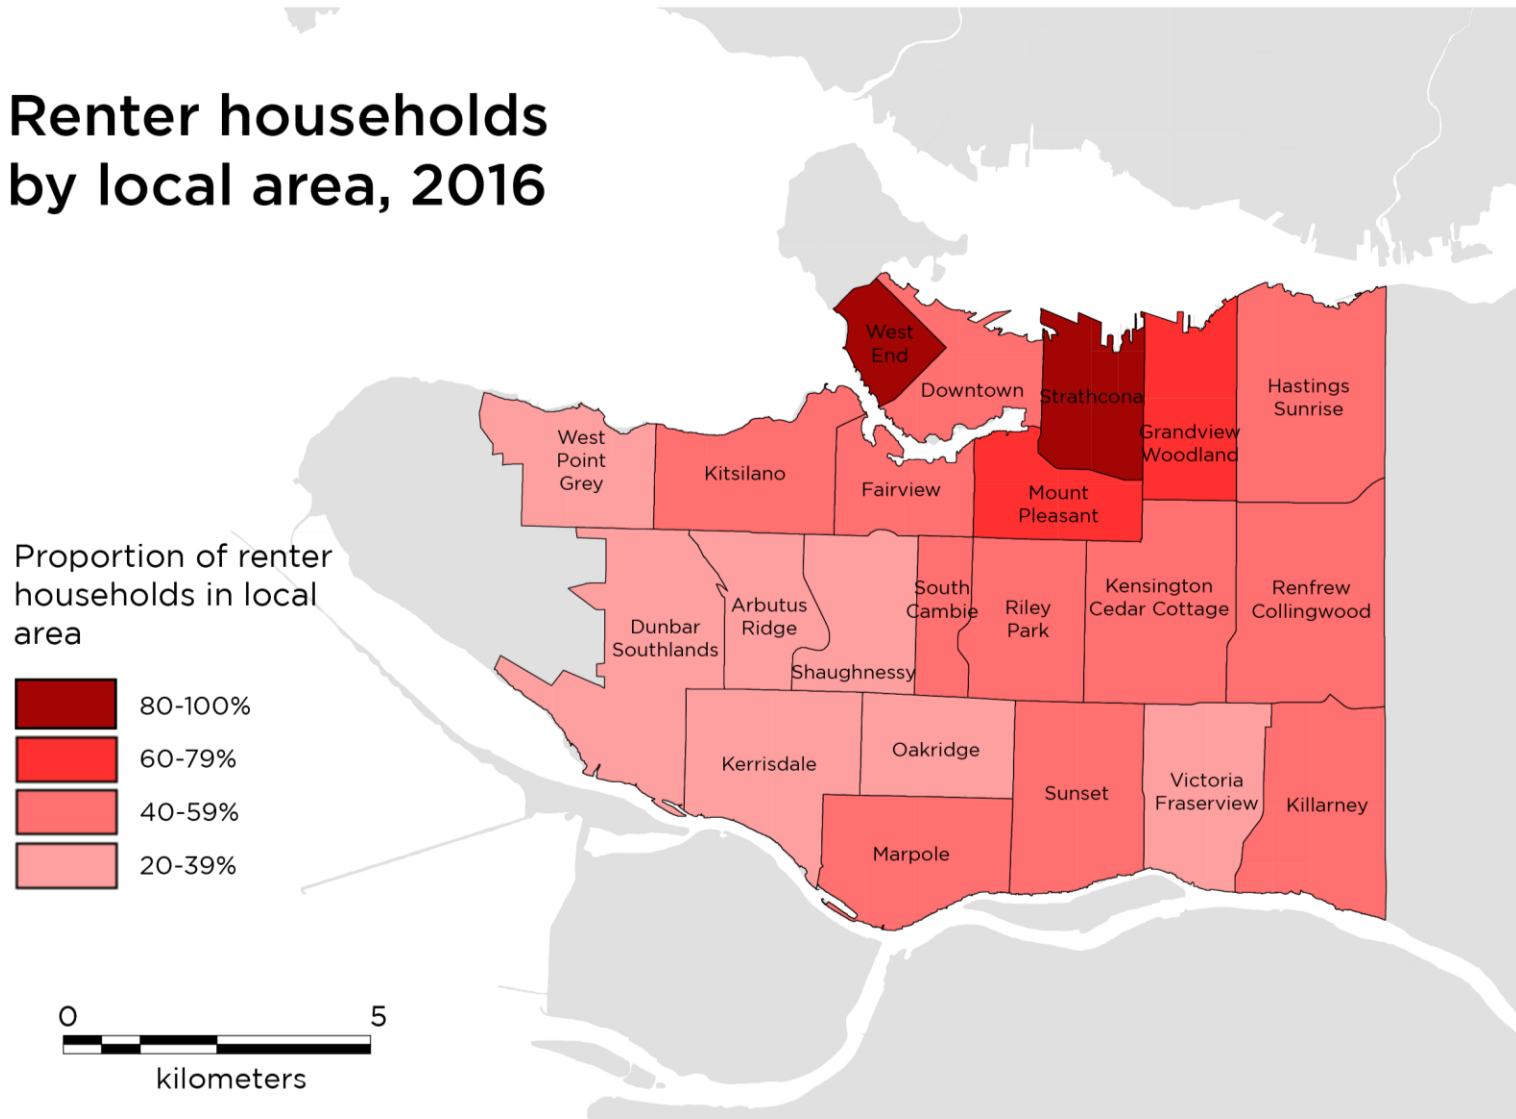 Renter households
by local area, 2016
West
End
Downtown
Strathcona
Hastings
Sunrise
Grandview
Woodland
West
Point
Grey
Kitsilano
Fairview
Mount
Pleasant
Proportion of renter
households in local
area
80-100%
60-79%
40-59%
20-39%
Dunbar
Southlands
Arbutus
Ridge
Shaughnessy
South
Cambie
Riley
Park
Kensington
Cedar Cottage
Renfrew
Collingwood
Kerrisdale
Oakridge
Marpole
Sunset
Victoria
Fraserview
Killarney
0 5
kilometers